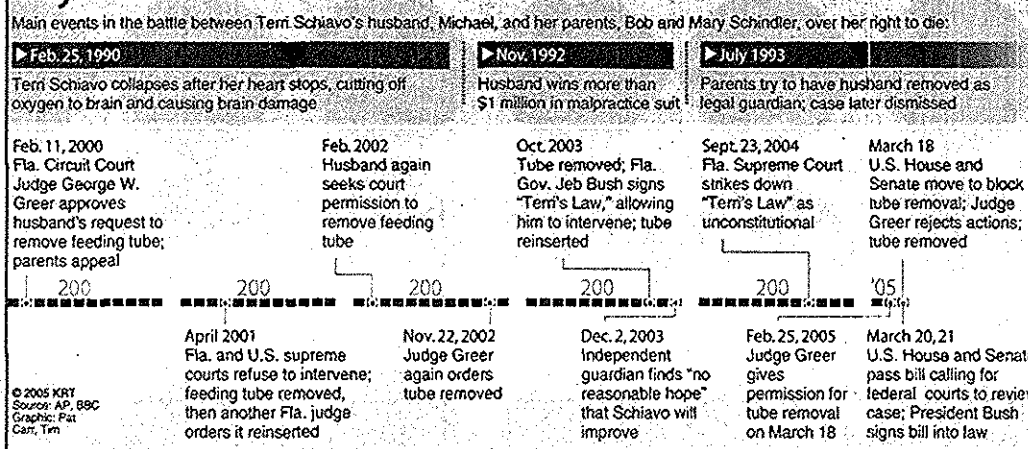 Main events in the battle between Terri Schiavo's husband, Michael, and her parents, Bob and Mary Schindler, over her right to die:
▶Feb. 25, 1990
Terri Schiavo collapses after her heart stops, cutting off
oxygen to brain and causing brain damage
▶Nov. 1992
Husband wins more than
$1 million in malpractice suit
▶July 1993
Parents try to have husband removed as
legal guardian; case later dismissed
Feb. 11, 2000
Fla. Circuit Court
Judge George W.
Greer approves
husband's request to
remove feeding tube;
parents appeal
Feb. 2002
Husband again
seeks court
permission to
remove feeding
tube
Oct. 2003
Tube removed; Fla.
Gov. Jeb Bush signs
"Terri's Law," allowing
him to intervene; tube
reinserted
Sept. 23, 2004
Fla. Supreme Court
strikes down
"Terri's Law" as
unconstitutional
March 18
U.S. House and
Senate move to block
tube removal; Judge
Greer rejects actions;
tube removed
200 200 200 200 200 '05
April 2001
Fla. and U.S. supreme
courts refuse to intervene;
feeding tube removed,
then another Fla. judge
orders it reinserted
Nov. 22, 2002
Judge Greer
again orders
tube removed
Dec. 2, 2003
Independent
guardian finds "no
reasonable hope"
that Schiavo will
improve
Feb. 25, 2005
Judge Greer
gives
permission for
tube removal
on March 18
March 20, 21
U.S. House and Senat
pass bill calling for
federal courts to review
case; President Bush
signs bill into law
© 2005 KRT
Source: AP, BBC
Graphic: Pat
Carr, Tim